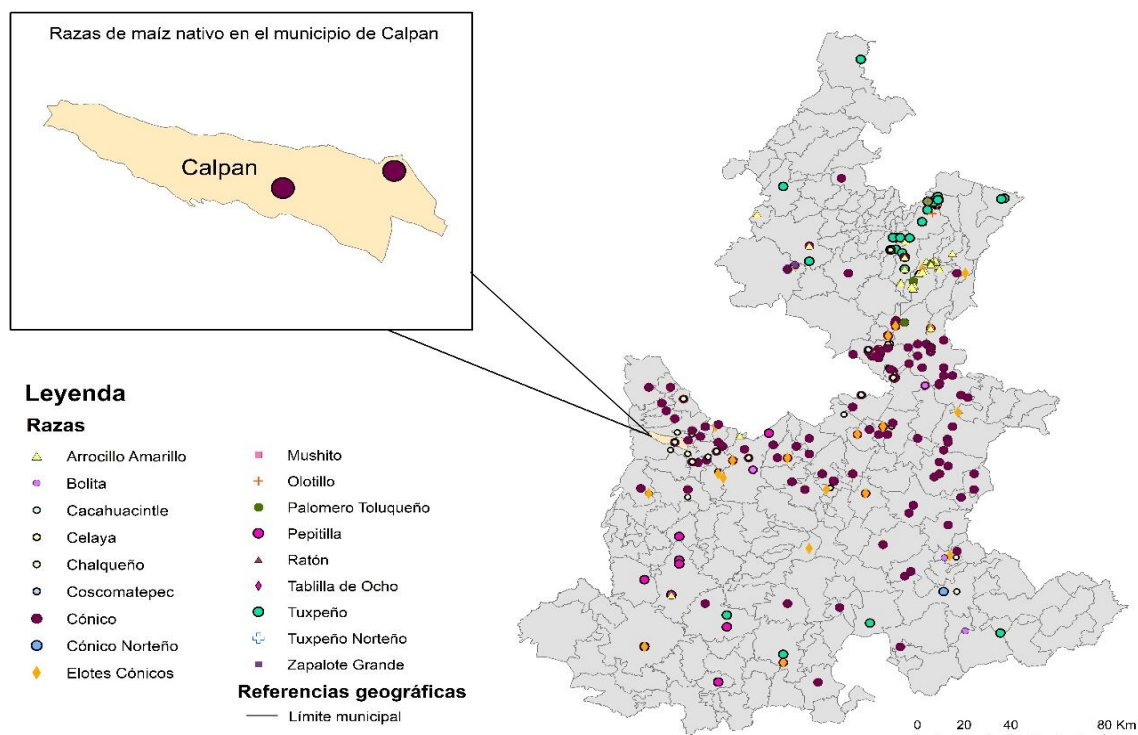 Razas de maíz nativo en el municipio de Calpan
Calpan
Leyenda
Razas
Arrocillo Amarillo
Bolita
Cacahuacintle
Celaya
Chalqueño
Coscomatepec
Cónico
Cónico Norteño
Elotes Cónicos
Mushito
Olotillo
Palomero Toluqueño
Pepitilla
Ratón
Tablilla de Ocho
Tuxpeño
Tuxpeño Norteño
Zapalote Grande
Referencias geográficas
Límite municipal
0 20 40 80 Km